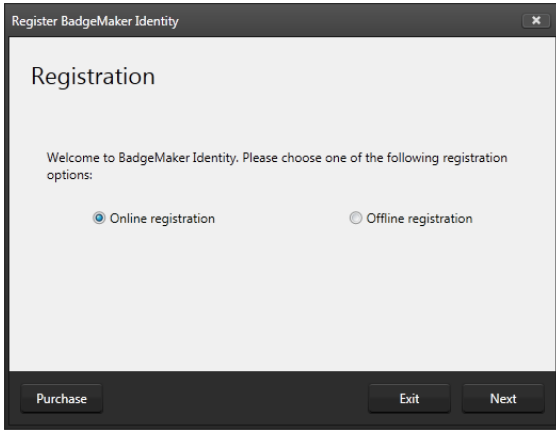 Register BadgeMaker Identity
Registration
Welcome to BadgeMaker Identity. Please choose one of the following registration
options:
Online registration Offline registration
Purchase Exit Next